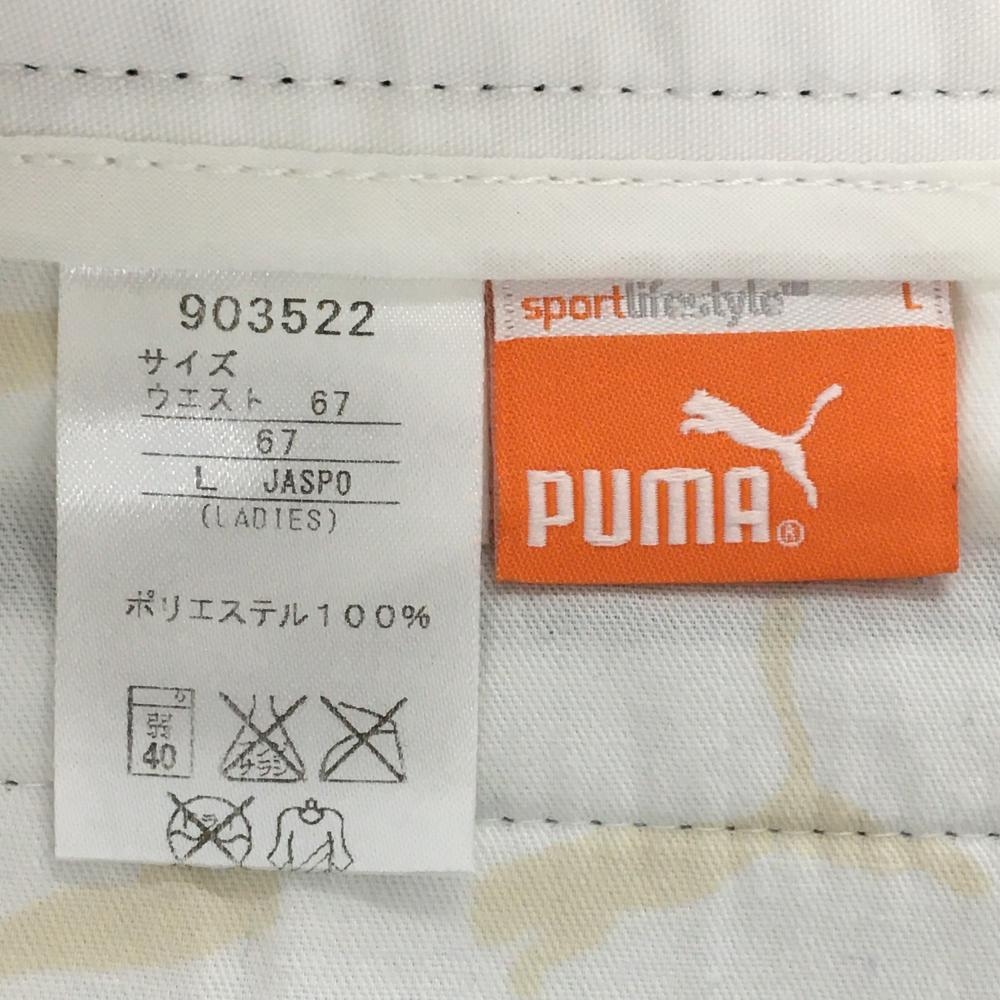 903522
サイズ
ウエスト 67
67
L JASPO
(LADIES)
ポリエステル100%
弱
40
sportlifestyle L
PUMA®